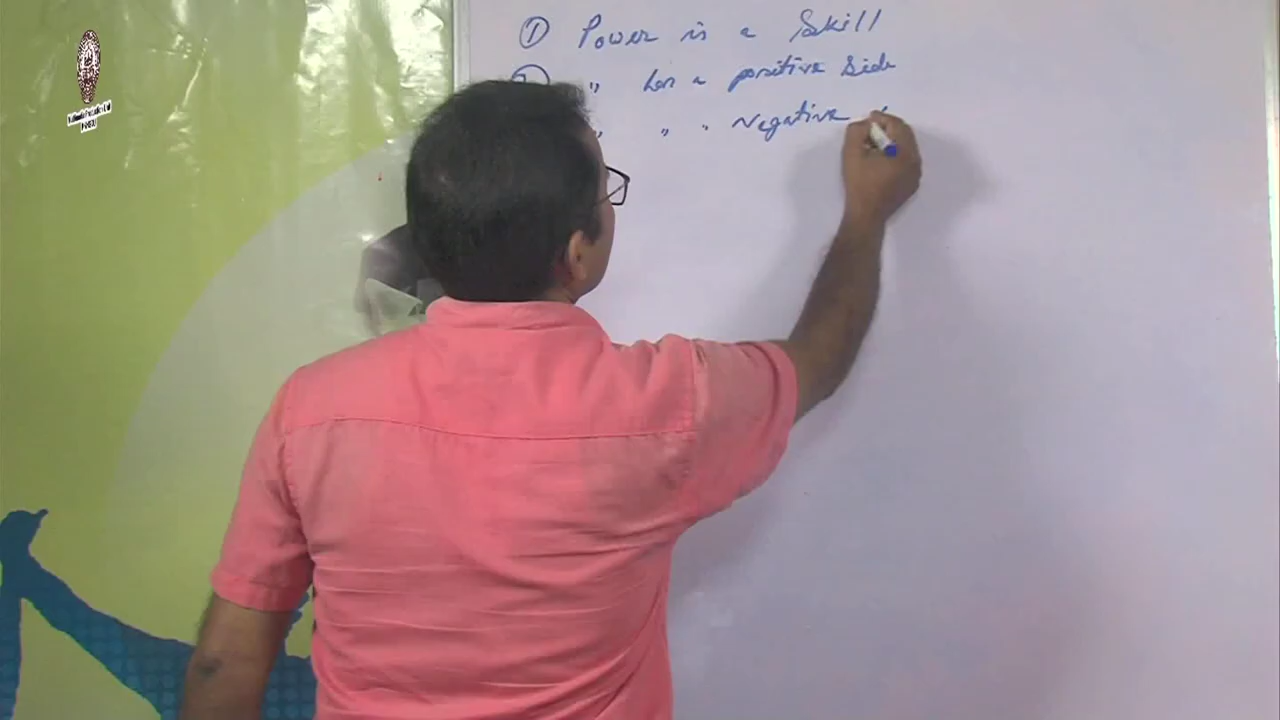 ① Power is a Skill
" has a positive Side
" " " Negative